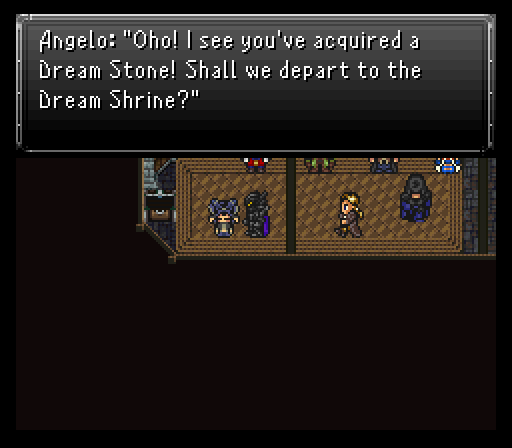 Angelo: "Oho! I see you've acquired a
Dream Stone! Shall we depart to the
Dream Shrine?"